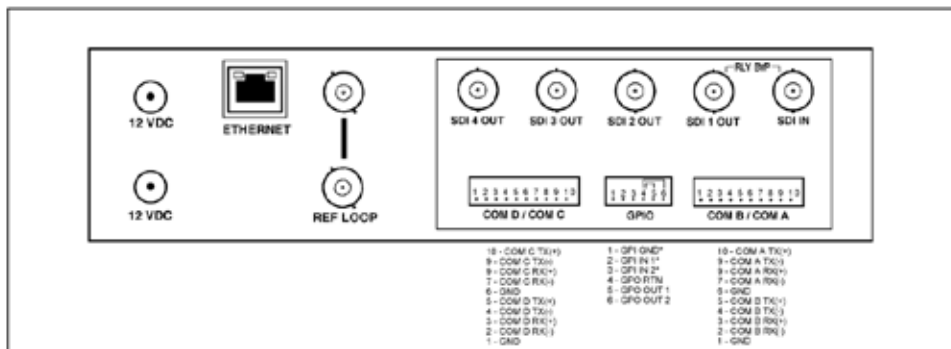 RLY BYP
SDI 4 OUT SDI 3 OUT SDI 2 OUT SDI 1 OUT SDI IN
12 VDC
ETHERNET
1 2 3 4 5 6 7 8 9 10
1 2 3 4 5 6
1 2 3 4 5 6 7 8 9 10
12 VDC
REF LOOP
COM D / COM C
GPIO
COM B / COM A
10 - COM C TX(+)
9 - COM C TX(-)
9 - COM C RX(+)
7 - COM C RX(-)
6 - GND
5 - COM D TX(+)
4 - COM D TX(-)
3 - COM D RX(+)
2 - COM D RX(-)
1 - GND
1 - GPI GND*
2 - GPI IN 1*
3 - GPI IN 2*
4 - GPO RTN
5 - GPO OUT 1
6 - GPO OUT 2
10 - COM A TX(+)
9 - COM A TX(-)
9 - COM A RX(+)
7 - COM A RX(-)
6 - GND
5 - COM B TX(+)
4 - COM B TX(-)
3 - COM B RX(+)
2 - COM B RX(-)
1 - GND